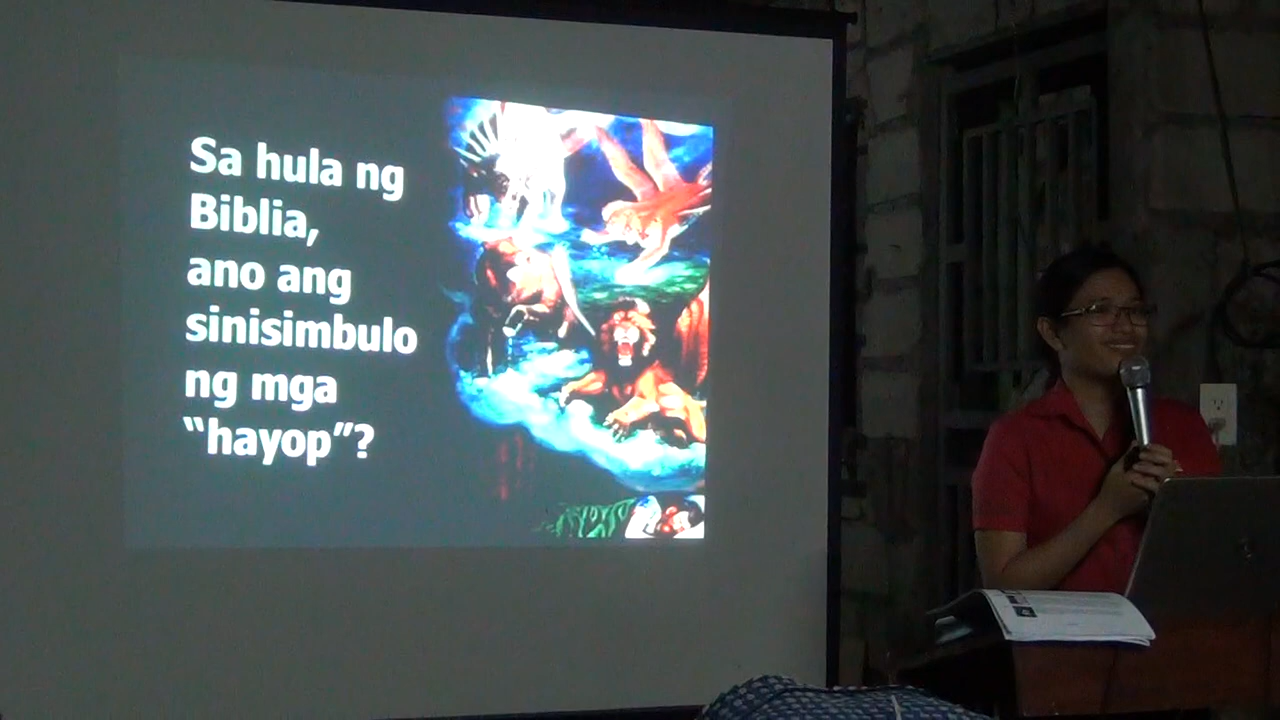 Sa hula ng
Biblia,
ano ang
sinisimbulo
ng mga
“hayop”?